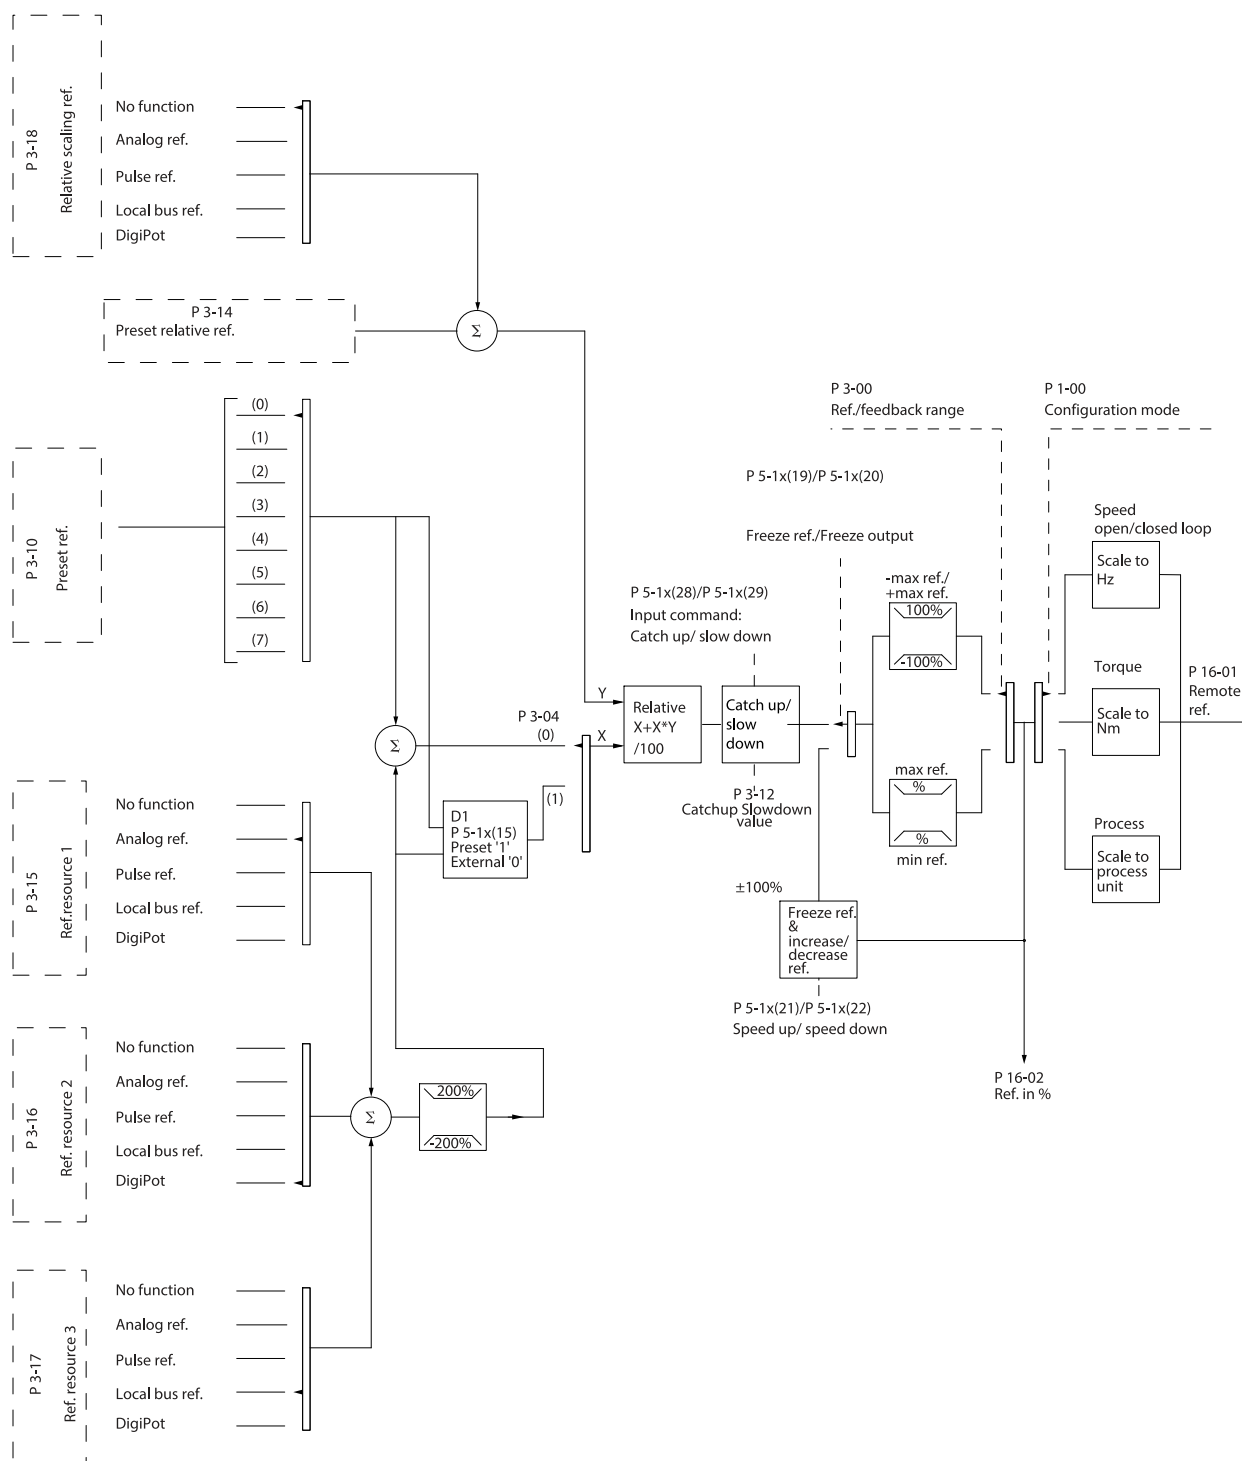 P 3-18
Relative scaling ref.
No function
Analog ref.
Pulse ref.
Local bus ref.
DigiPot
P 3-14
Preset relative ref.
Σ
P 3-10
Preset ref.
(0)
(1)
(2)
(3)
(4)
(5)
(6)
(7)
P 3-00
Ref./feedback range
P 1-00
Configuration mode
P 5-1x(19)/P 5-1x(20)
Freeze ref./Freeze output
P 5-1x(28)/P 5-1x(29)
Input command:
Catch up/ slow down
Y
X
P 3-04
(0)
(1)
Σ
Relative
X+X*Y
/100
Catch up/
slow
down
P 3-12
Catchup Slowdown
value
-max ref./
+max ref.
100%
-100%
max ref.
%
%
min ref.
Speed
open/closed loop
Scale to
Hz
Torque
Scale to
Nm
Process
Scale to
process
unit
P 16-01
Remote
ref.
D1
P 5-1x(15)
Preset '1'
External '0'
±100%
Freeze ref.
&
increase/
decrease
ref.
P 5-1x(21)/P 5-1x(22)
Speed up/ speed down
P 16-02
Ref. in %
P 3-15
Ref.resource 1
No function
Analog ref.
Pulse ref.
Local bus ref.
DigiPot
P 3-16
Ref. resource 2
No function
Analog ref.
Pulse ref.
Local bus ref.
DigiPot
Σ
200%
-200%
P 3-17
Ref. resource 3
No function
Analog ref.
Pulse ref.
Local bus ref.
DigiPot